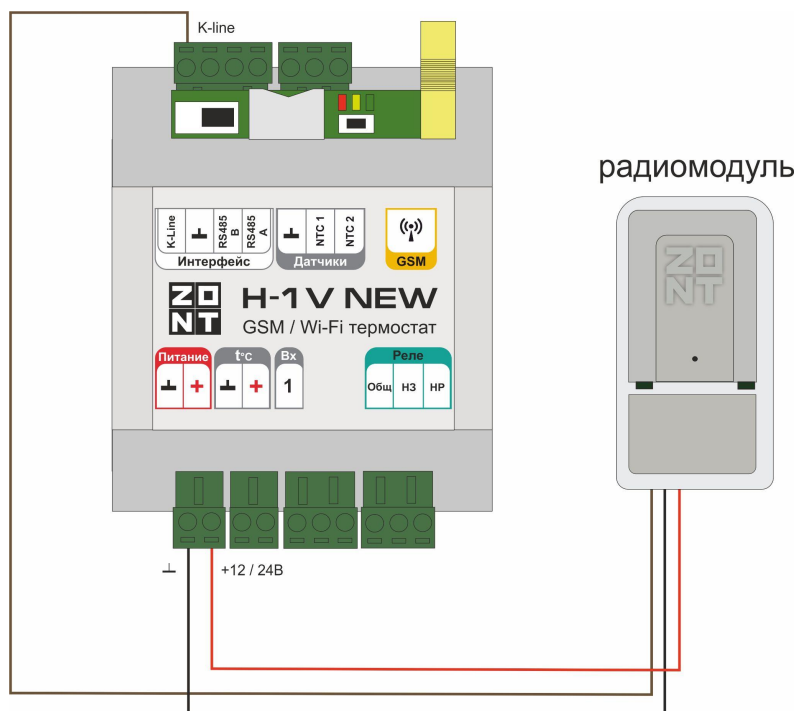 K-line
радиомодуль
K-Line ⊥ RS485 B RS485 A
Интерфейс
⊥ NTC 1 NTC 2
Датчики
GSM
ZONT
H-1V NEW
GSM / Wi-Fi термостат
Питание
⊥ +
t°C
⊥ +
Вх
1
Реле
Общ НЗ НР
ZONT
⊥ +12 / 24В